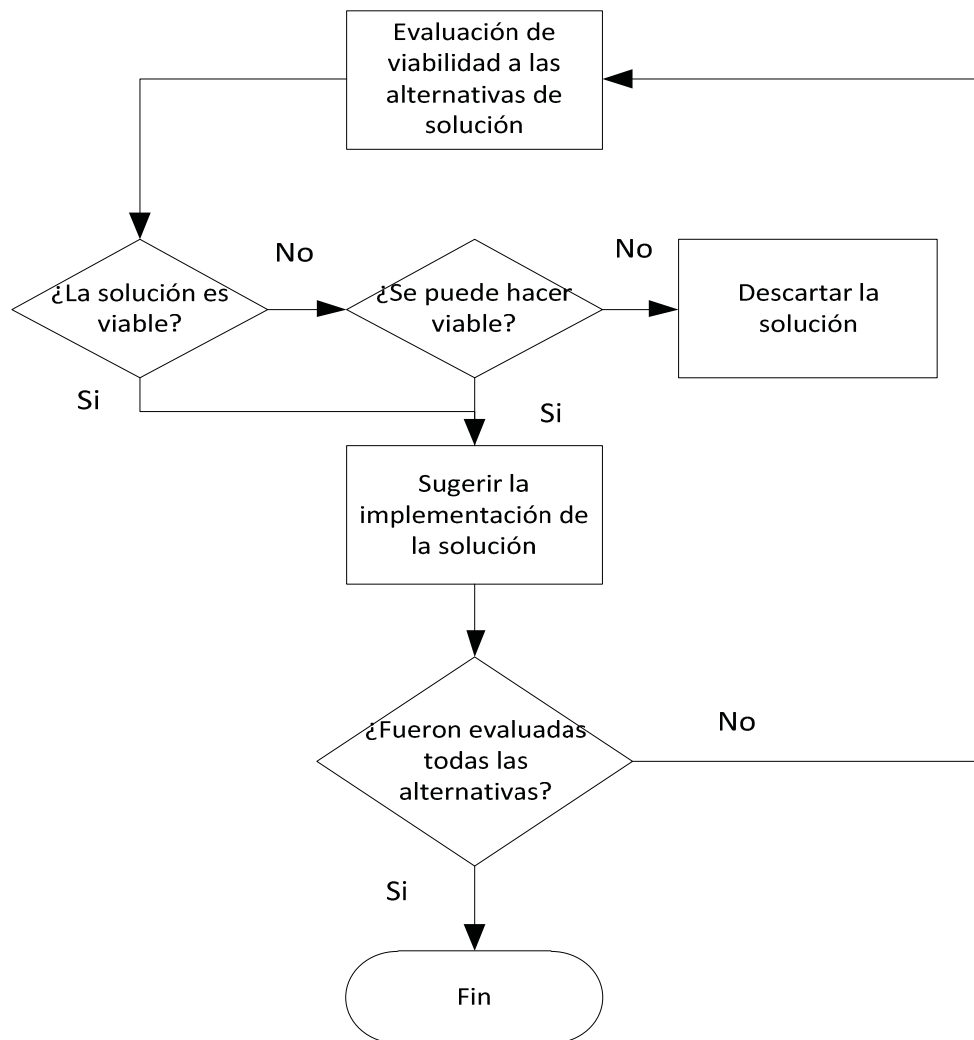 Evaluación de
viabilidad a las
alternativas de
solución
No
No
¿La solución es
viable?
¿Se puede hacer
viable?
Descartar la
solución
Si
Si
Sugerir la
implementación de
la solución
¿Fueron evaluadas
todas las
alternativas?
No
Si
Fin